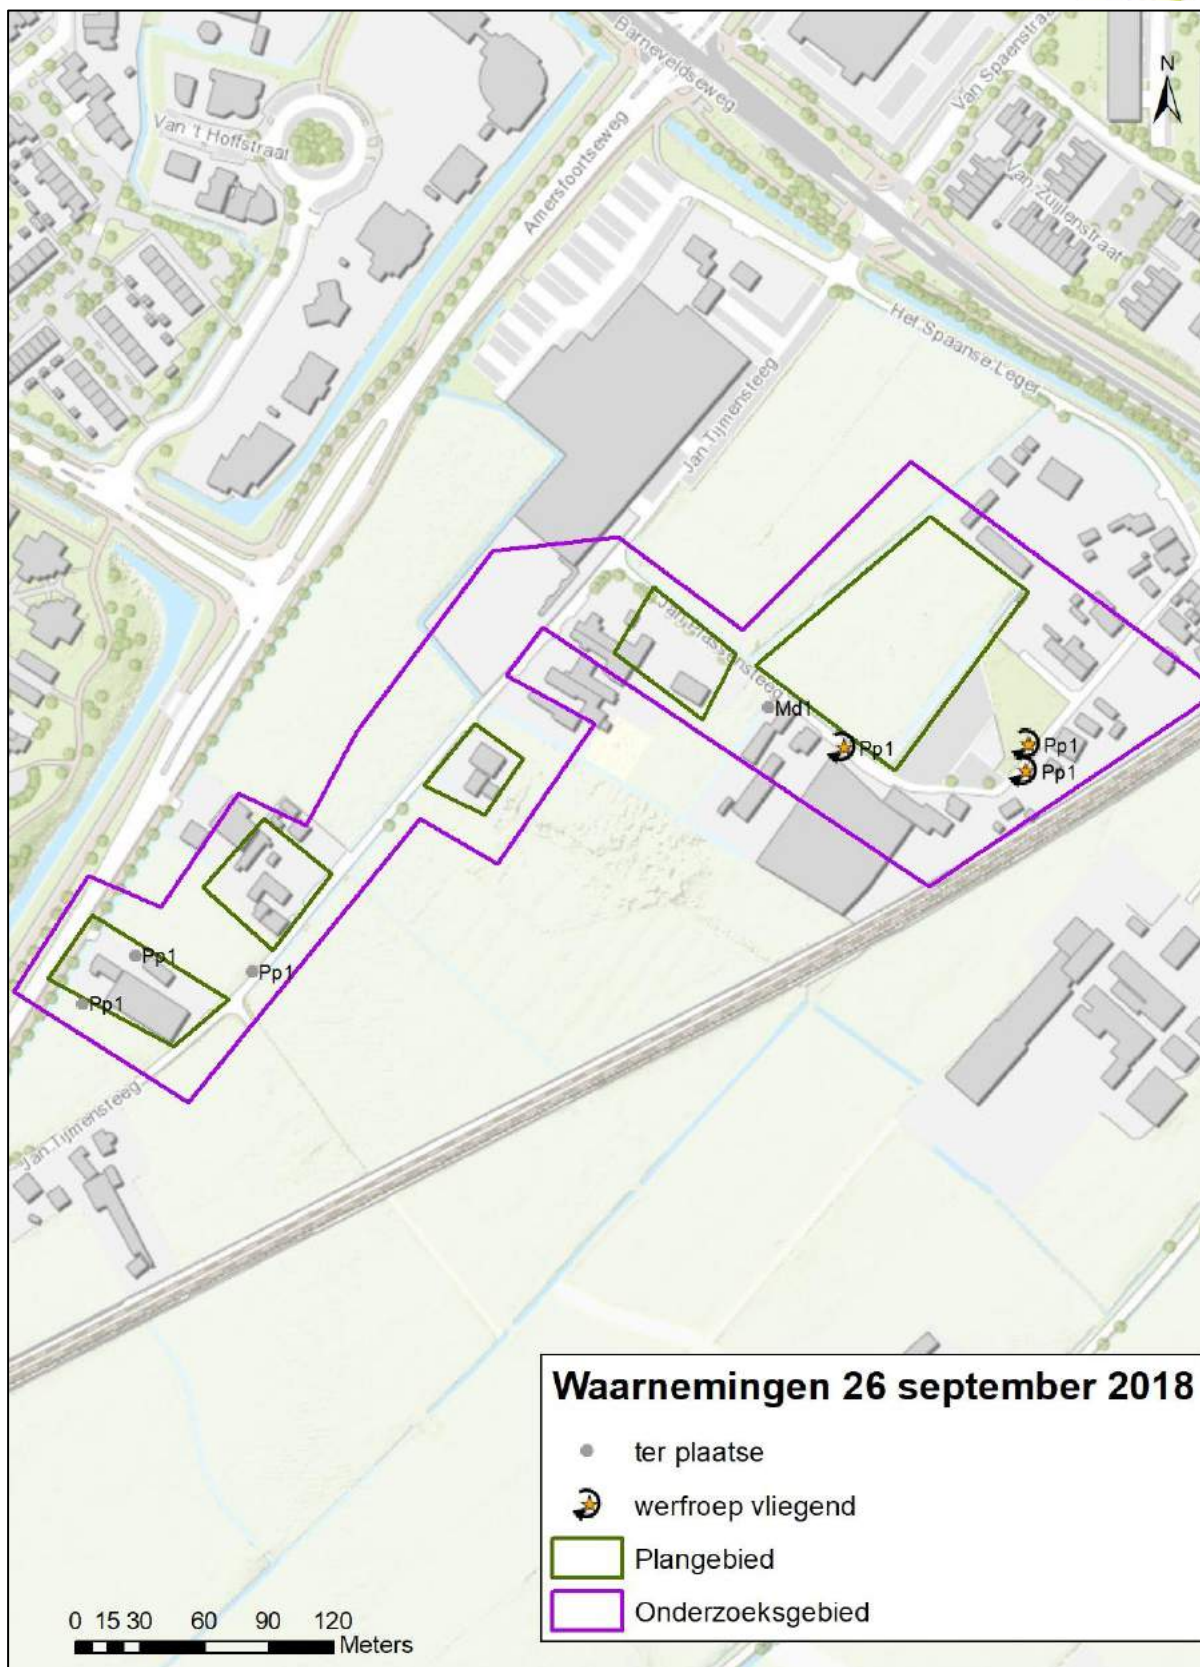 N
Barneveldseweg
Van Spaenstraat
Van 't Hoffstraat
Amersfoortseweg
Van Zuijlenstraat
Het Spaanse Leger
Jan Tijmensteeg
Md1
Pp1
Pp1
Pp1
Pp1
Pp1
Pp1
Jan Tijmensteeg
Waarnemingen 26 september 2018
ter plaatse
werfroep vliegend
Plangebied
Onderzoeksgebied
0 15 30 60 90 120
Meters